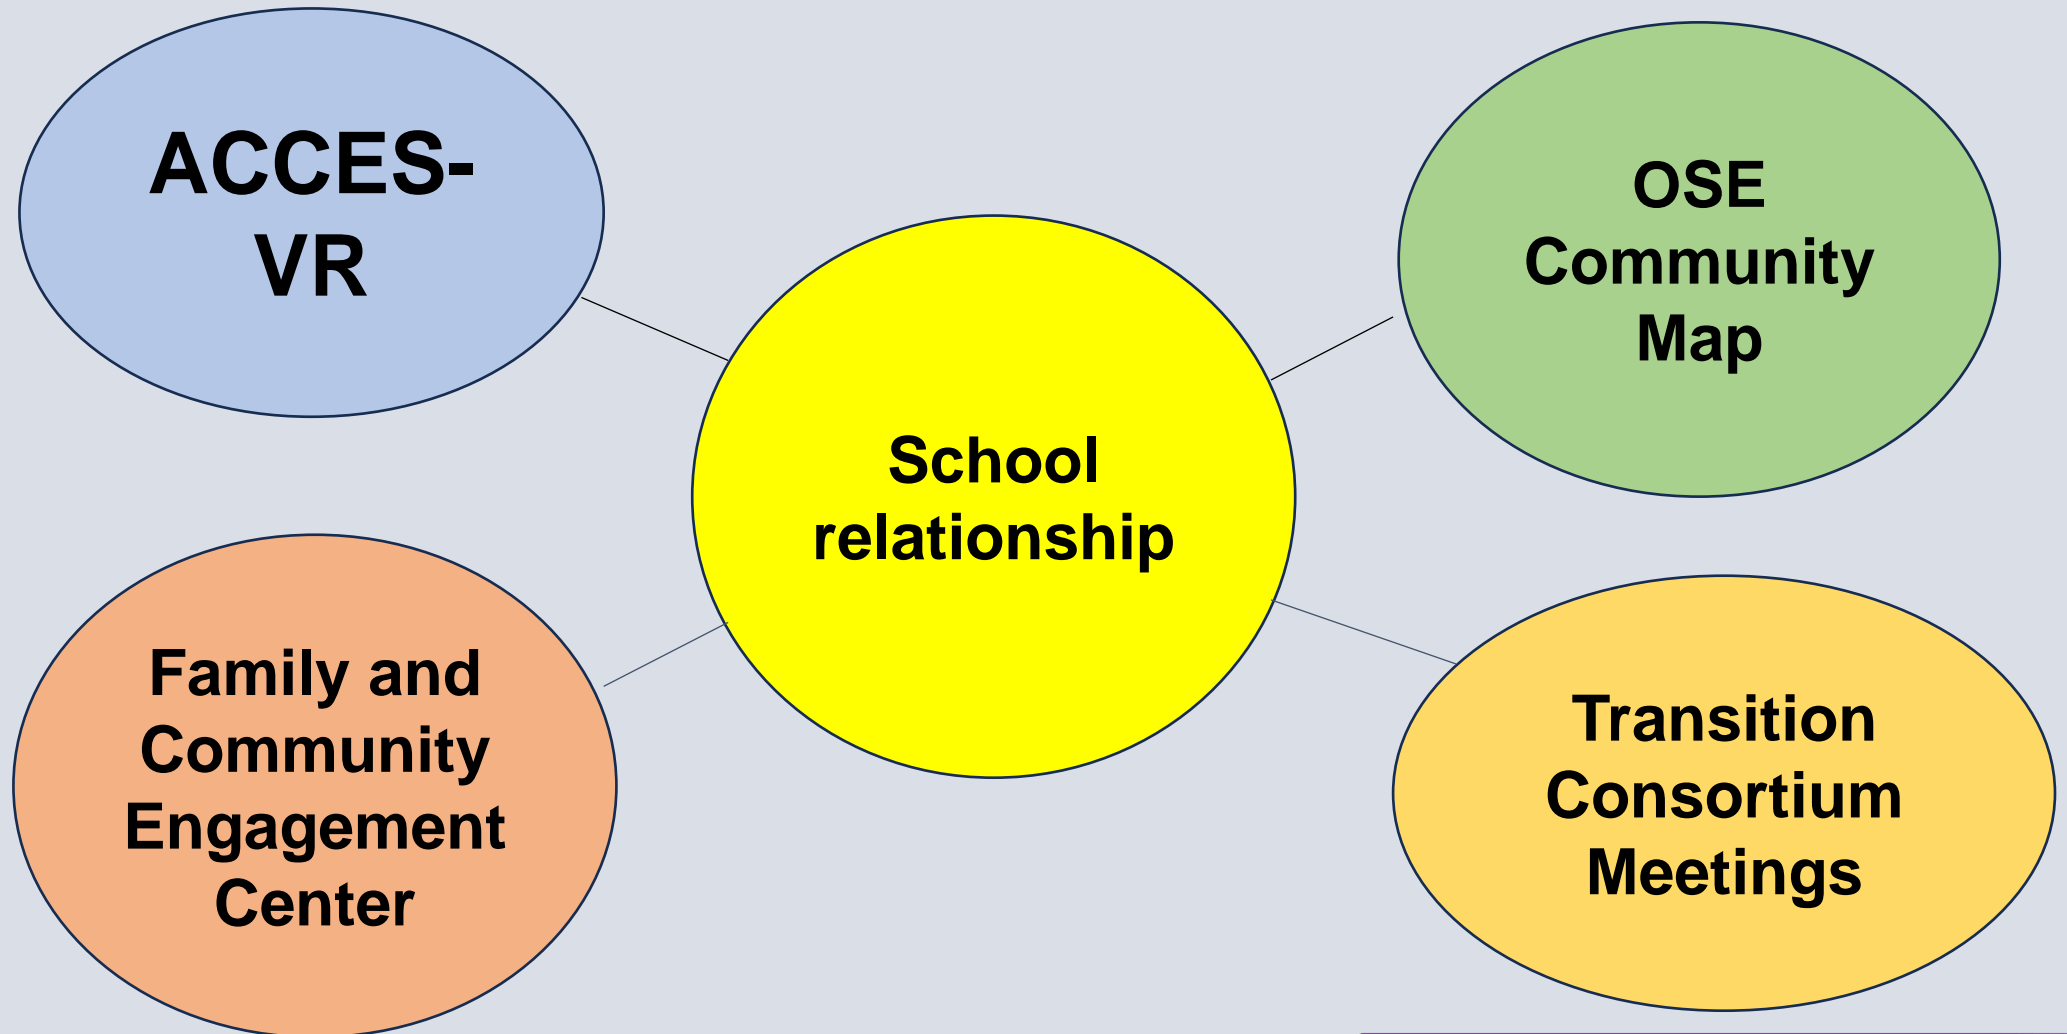 ACCES-
VR
OSE
Community
Map
School
relationship
Family and
Community
Engagement
Center
Transition
Consortium
Meetings